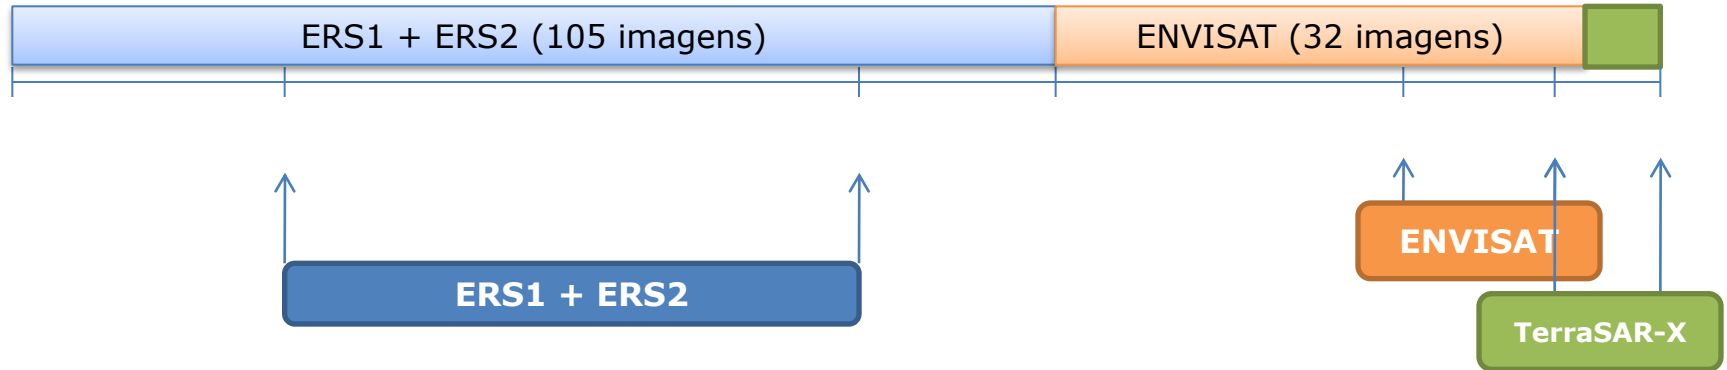 ERS1 + ERS2 (105 imagens)
ENVISAT (32 imagens)
ENVISAT
ERS1 + ERS2
TerraSAR-X